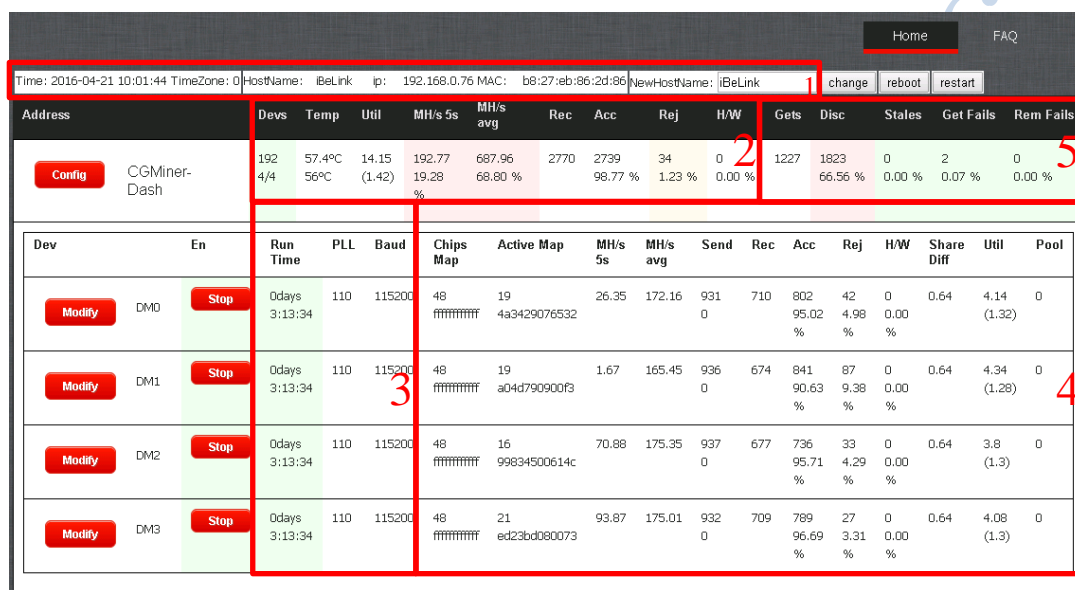 Home FAQ
Time: 2016-04-21 10:01:44 TimeZone: 0 HostName: iBeLink ip: 192.168.0.76 MAC: b8:27:eb:86:2d:86 NewHostName: iBeLink 1 change reboot restart
Address Devs Temp Util MH/s 5s MH/s avg Rec Acc Rej H/W Gets Disc Stales Get Fails Rem Fails
Config CGMiner-Dash 192 4/4 57.4ºC 56ºC 14.15 (1.42) 192.77 19.28 % 687.96 68.80 % 2770 2739 98.77 % 34 1.23 % 0 0.00 % 2 1227 1823 66.56 % 0 0.00 % 2 0.07 % 0 0.00 % 5
Dev En Run Time PLL Baud Chips Map Active Map MH/s 5s MH/s avg Send Rec Acc Rej H/W Share Diff Util Pool
Modify DM0 Stop 0days 3:13:34 110 115200 48 ffffffffffff 19 4a3429076532 26.35 172.16 931 0 710 802 95.02 % 42 4.98 % 0 0.00 % 0.64 4.14 (1.32) 0
Modify DM1 Stop 0days 3:13:34 110 115200 3 48 ffffffffffff 19 a04d790900f3 1.67 165.45 936 0 674 841 90.63 % 87 9.38 % 0 0.00 % 0.64 4.34 (1.28) 0 4
Modify DM2 Stop 0days 3:13:34 110 115200 48 ffffffffffff 16 99834500614c 70.88 175.35 937 0 677 736 95.71 % 33 4.29 % 0 0.00 % 0.64 3.8 (1.3) 0
Modify DM3 Stop 0days 3:13:34 110 115200 48 ffffffffffff 21 ed23bd080073 93.87 175.01 932 0 709 789 96.69 % 27 3.31 % 0 0.00 % 0.64 4.08 (1.3) 0